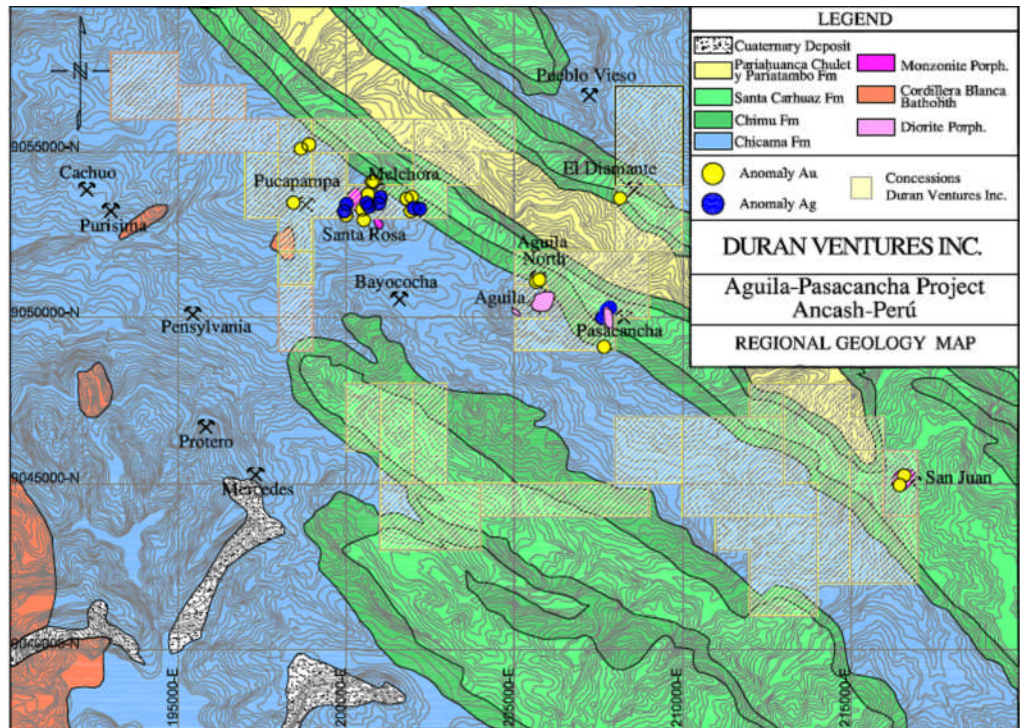 LEGEND
Cuaternary Deposit
Pariahuanca Chulet
y Pariatambo Fm
Santa Carhuaz Fm
Chimu Fm
Chicama Fm
Monzonite Porph.
Cordillera Blanca
Batholith
Diorite Porph.
Anomaly Au
Anomaly Ag
Concessions
Duran Ventures Inc.
DURAN VENTURES INC.
Aguila-Pasacancha Project
Ancash-Perú
REGIONAL GEOLOGY MAP
N
Pueblo Vieso
9055000-N
Cachuo
Purisima
Pucapampa
Melchora
El Diamante
Santa Rosa
Aguila
North
Bayococha
Aguila
9050000-N
Pensylvania
Pasacancha
Protero
9045000-N
Mercedes
San Juan
9040000-N
195000-E
200000-E
205000-E
210000-E
215000-E